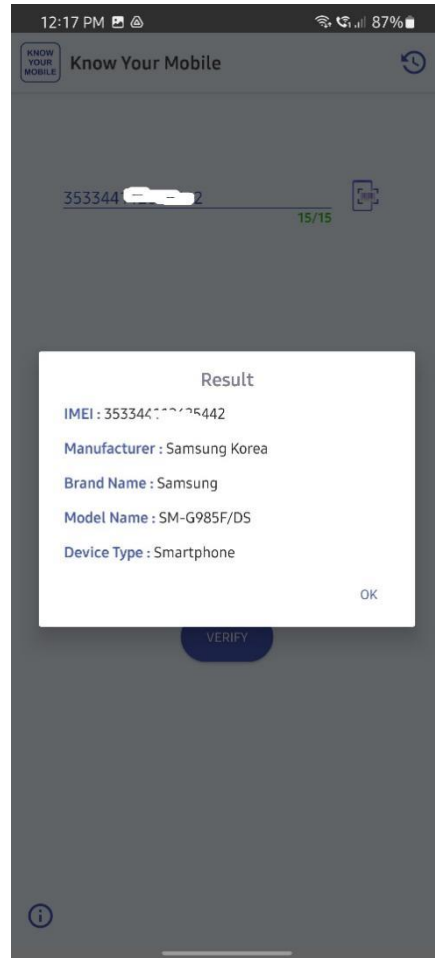 12:17 PM 87%
KNOW
YOUR
MOBILE
Know Your Mobile
15/15
Result
IMEI :
Manufacturer : Samsung Korea
Brand Name : Samsung
Model Name : SM-G985F/DS
Device Type : Smartphone
OK
VERIFY